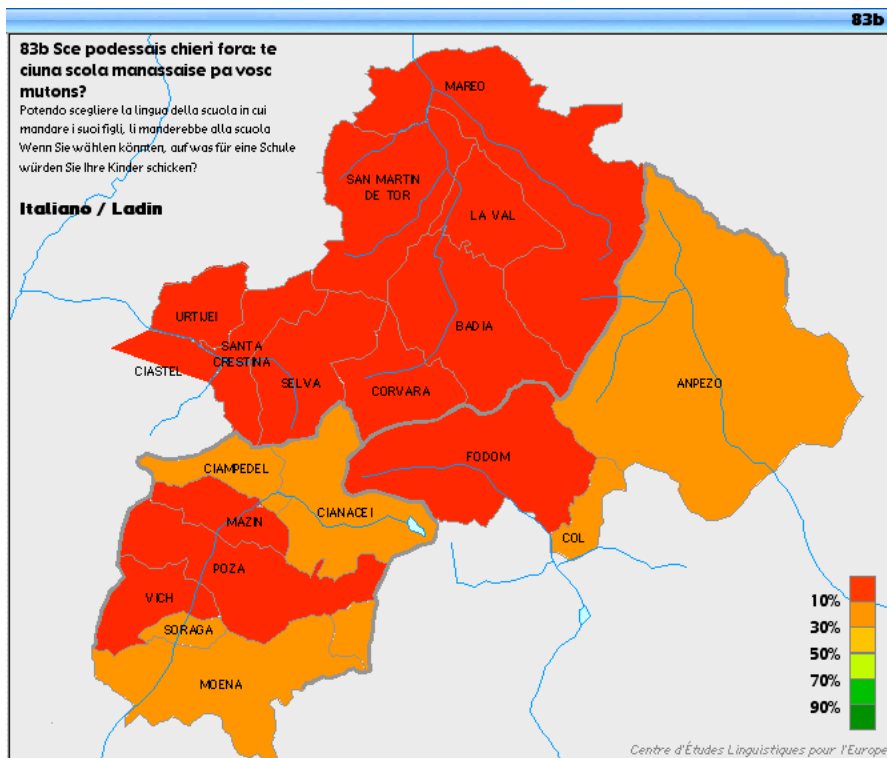 83b
83b Sce podessais chierì fora: te
ciuna scola manassaise pa vosc
mutons?
Potendo scegliere la lingua della scuola in cui
mandare i suoi figli, li manderebbe alla scuola
Wenn Sie wählen könnten, auf was für eine Schule
würden Sie Ihre Kinder schicken?
Italiano / Ladin
MAREO
SAN MARTIN
DE TOR
LA VAL
URTIJEI
SANTA
CRESTINA
CIASTEL
SELVA
BADIA
CORVARA
ANPEZO
FODOM
CIAMPEDEL
CIANACEI
MAZIN
COL
POZA
VICH
SORAGA
MOENA
10%
30%
50%
70%
90%
Centre d'Études Linguistiques pour l'Europe